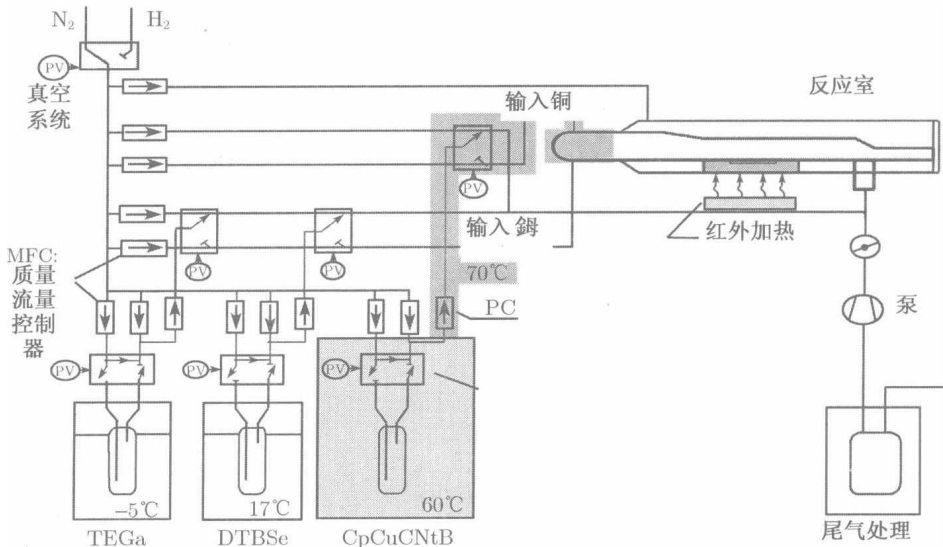 N₂ H₂
PV
真空
系统
输入铜
反应室
PV
输入鉧
红外加热
PV
PV
MFC:
质量
流量
控制
器
70℃
PC
泵
PV
PV
PV
−5℃
17℃
60℃
TEGa
DTBSe
CpCuCNtB
尾气处理